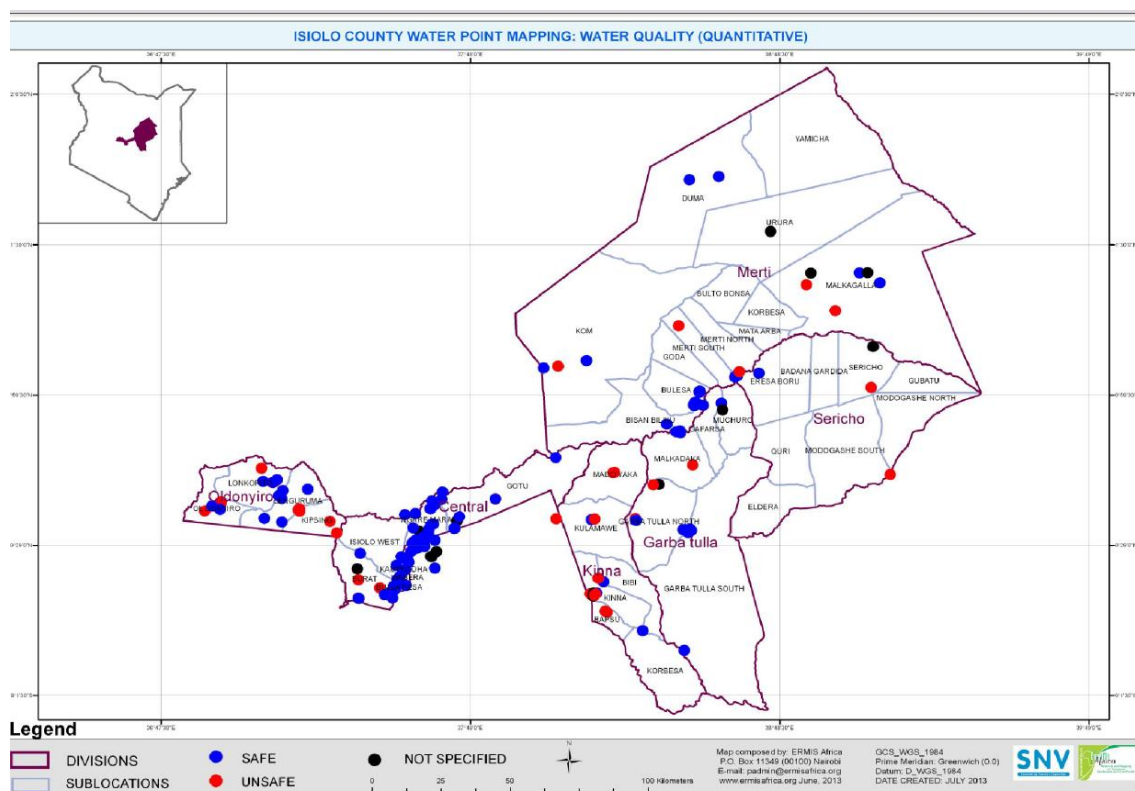 ISIOLO COUNTY WATER POINT MAPPING: WATER QUALITY (QUANTITATIVE)
YAMICHA
DUMA
URURA
Merti
MALKAGALLA
BULTO BONSA
KORBESA
MATA ARBA
KOM
MERTI NORTH
MERTI SOUTH
GODA
SERICHO
BADANA GARDIDA
ERESA BORU
GUBATU
BULESA
MODOGASHE NORTH
MUCHURO
Sericho
GAFARSA
MODOGASHE SOUTH
QURI
MALKADAKA
Oldonyiro
GOTU
Central
ELDERA
KIPSING
KULAMAWE
GARBA TULLA NORTH
ISIOLO WEST
Garba tulla
Kinna
BURAT
BIBI
GARBA TULLA SOUTH
KINNA
RAPSU
KORBESA
Legend
DIVISIONS
SUBLOCATIONS
SAFE
UNSAFE
NOT SPECIFIED
N
0 25 50 100 Kilometers
Map composed by: ERMIS Africa
P.O. Box 11349 (00100) Nairobi
E-mail: padmin@ermisafrica.org
www.ermisafrica.org June, 2013
GCS_WGS_1984
Prime Meridian: Greenwich (0.0)
Datum: D_WGS_1984
DATE CREATED: JULY 2013
SNV